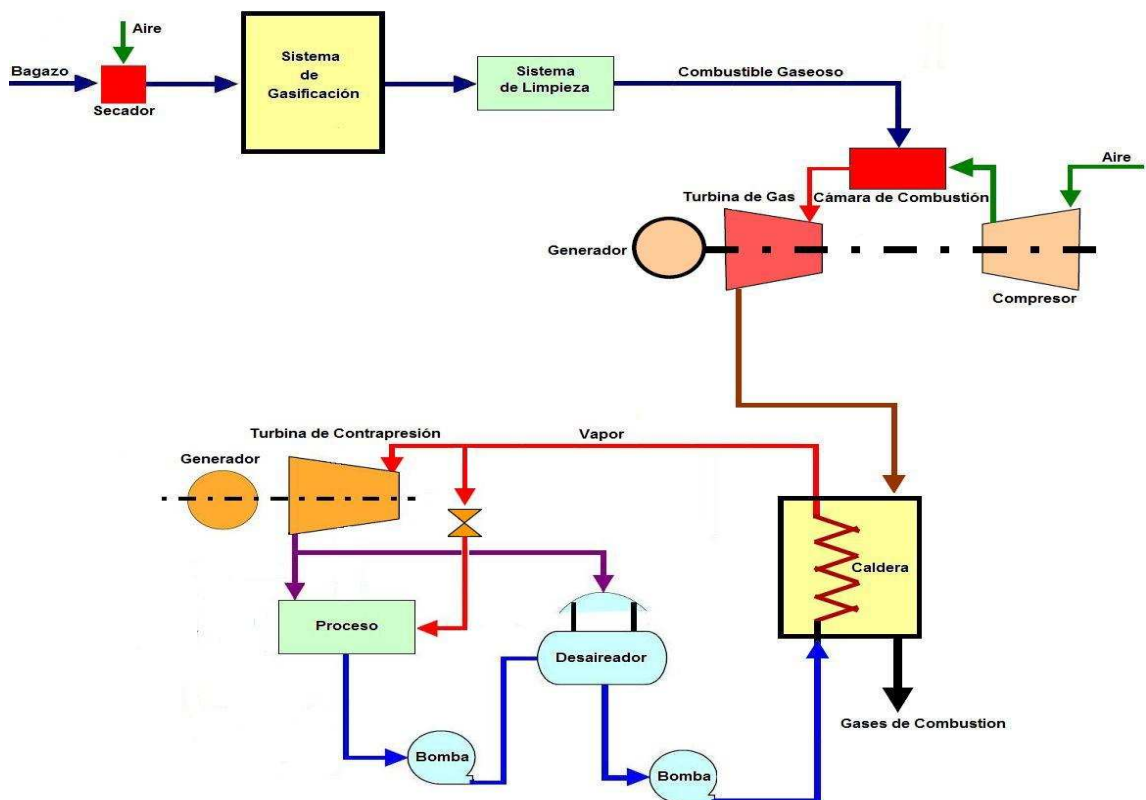 Aire
Bagazo
Secador
Sistema
de
Gasificación
Sistema
de Limpieza
Combustible Gaseoso
Aire
Turbina de Gas
Cámara de Combustión
Generador
Compresor
Turbina de Contrapresión
Vapor
Generador
Caldera
Proceso
Desaireador
Gases de Combustion
Bomba
Bomba